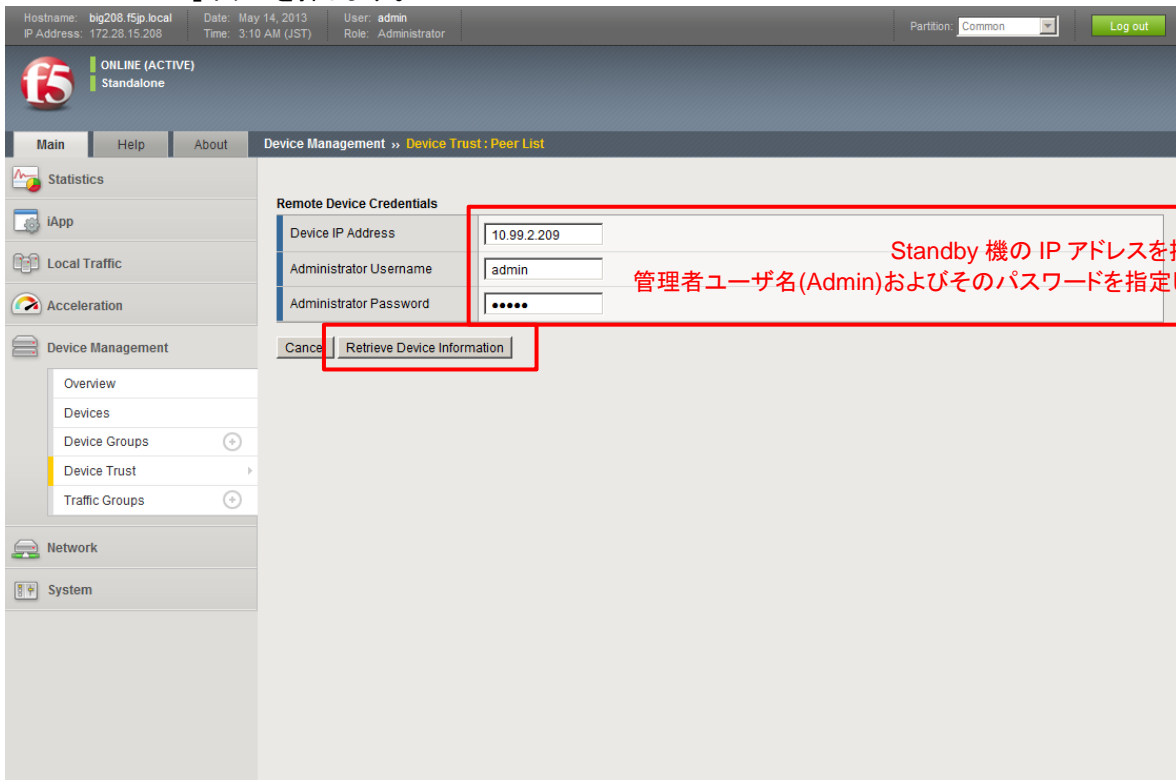 Hostname: big208.f5jp.local Date: May 14, 2013 User: admin
IP Address: 172.28.15.208 Time: 3:10 AM (JST) Role: Administrator
Partition: Common Log out
f5
ONLINE (ACTIVE)
Standalone
Main Help About Device Management ›› Device Trust : Peer List
Statistics
iApp
Local Traffic
Acceleration
Device Management
Overview
Devices
Device Groups
Device Trust
Traffic Groups
Network
System
Remote Device Credentials
Device IP Address 10.99.2.209
Administrator Username admin
Administrator Password •••••
Standby 機の IP アドレスを
管理者ユーザ名(Admin)およびそのパスワードを指定
Cancel Retrieve Device Information